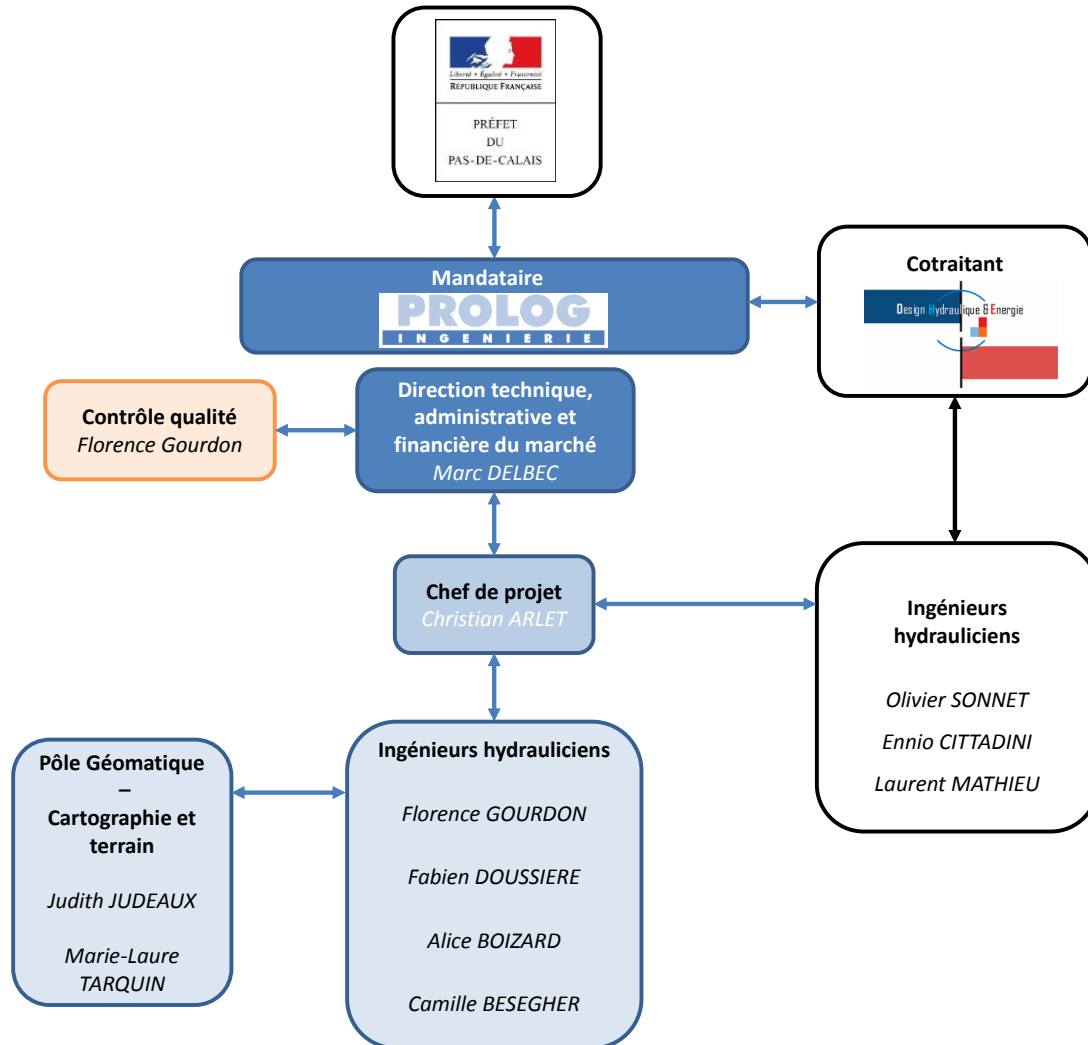 Liberté • Égalité • Fraternité
RÉPUBLIQUE FRANÇAISE
PRÉFET
DU
PAS-DE-CALAIS
Mandataire
PROLOG
INGENIERIE
Cotraitant
Design Hydraulique & Energie
Contrôle qualité
Florence Gourdon
Direction technique,
administrative et
financière du marché
Marc DELBEC
Chef de projet
Christian ARLET
Ingénieurs
hydrauliciens
Olivier SONNET
Ennio CITTADINI
Laurent MATHIEU
Pôle Géomatique
–
Cartographie et
terrain
Judith JUDEAUX
Marie-Laure
TARQUIN
Ingénieurs hydrauliciens
Florence GOURDON
Fabien DOUSSIERE
Alice BOIZARD
Camille BESEGHER